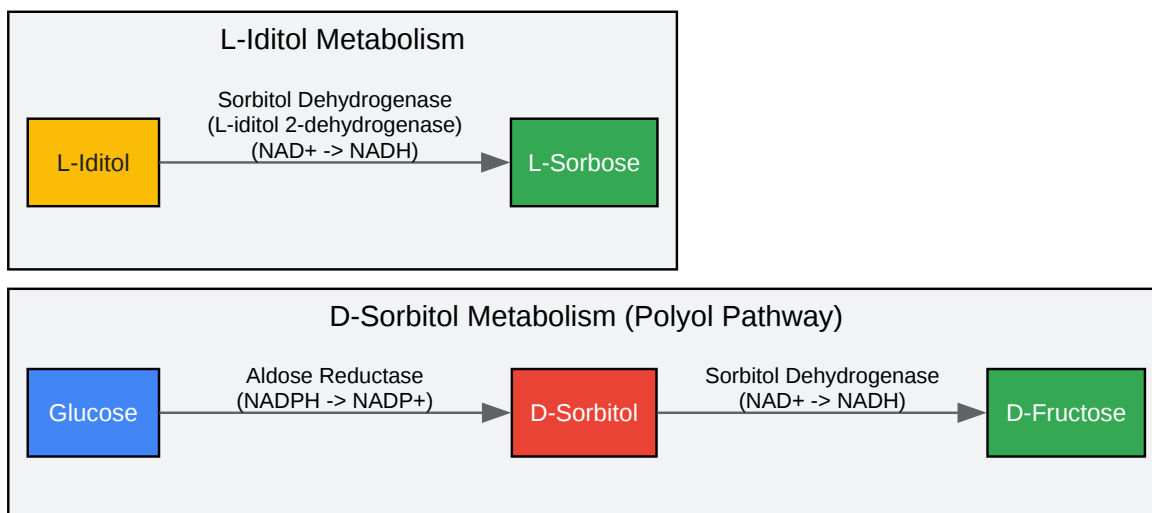 L-Iditol Metabolism
Sorbitol Dehydrogenase
(L-iditol 2-dehydrogenase)
(NAD+ -> NADH)
L-Iditol
L-Sorbose
D-Sorbitol Metabolism (Polyol Pathway)
Aldose Reductase
(NADPH -> NADP+)
Sorbitol Dehydrogenase
(NAD+ -> NADH)
Glucose
D-Sorbitol
D-Fructose